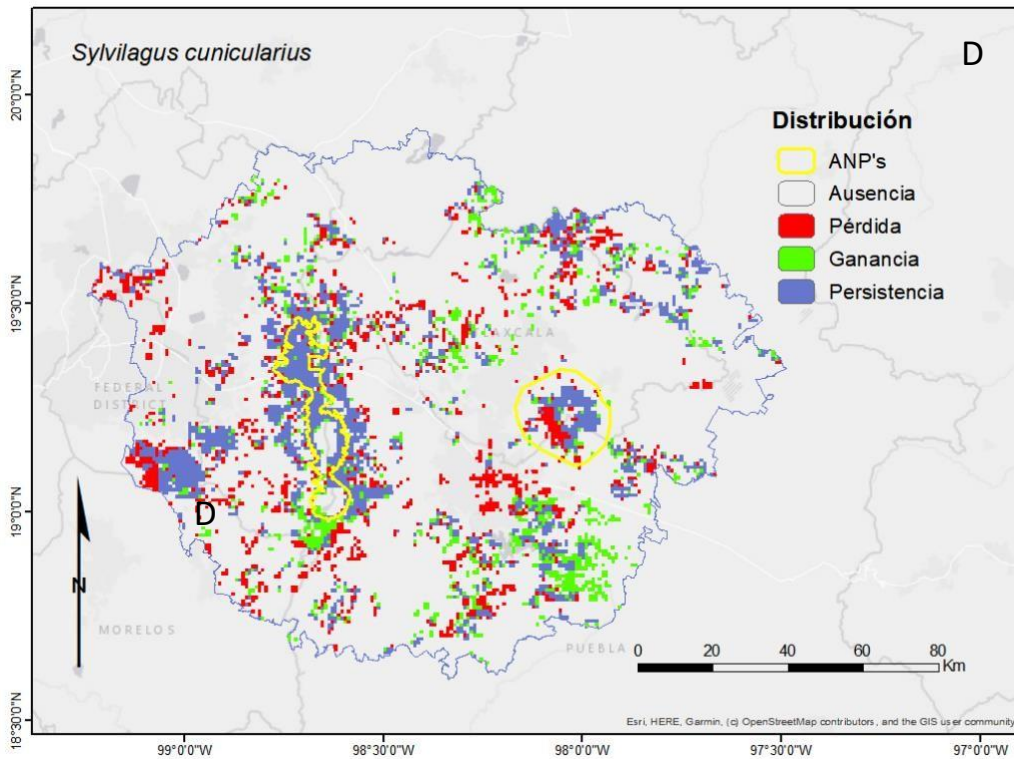 Sylvilagus cunicularius
D
Distribución
ANP's
Ausencia
Pérdida
Ganancia
Persistencia
20°0'0"N
19°30'0"N
19°0'0"N
18°30'0"N
AXCALA
FEDERAL
DISTRICT
D
N
MORELOS
PUEBLA
0 20 40 60 80
Km
Esri, HERE, Garmin, (c) OpenStreetMap contributors, and the GIS user community
99°0'0"W 98°30'0"W 98°0'0"W 97°30'0"W 97°0'0"W